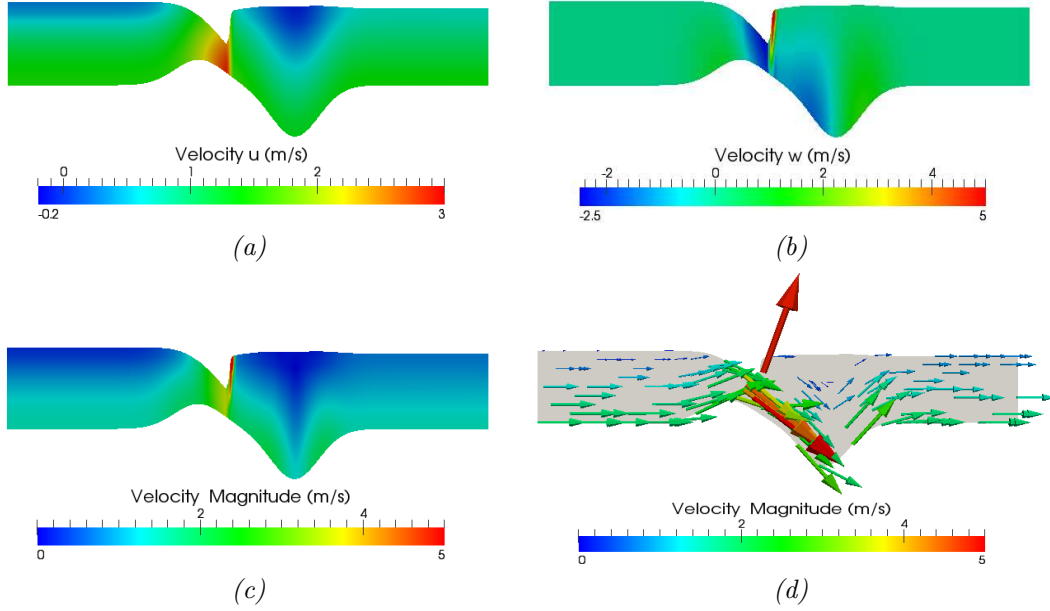 Velocity u (m/s)
0 1 2
-0.2 3
(a)
Velocity w (m/s)
-2 0 2 4
-2.5 5
(b)
Velocity Magnitude (m/s)
2 4
0 5
(c)
Velocity Magnitude (m/s)
2 4
0 5
(d)